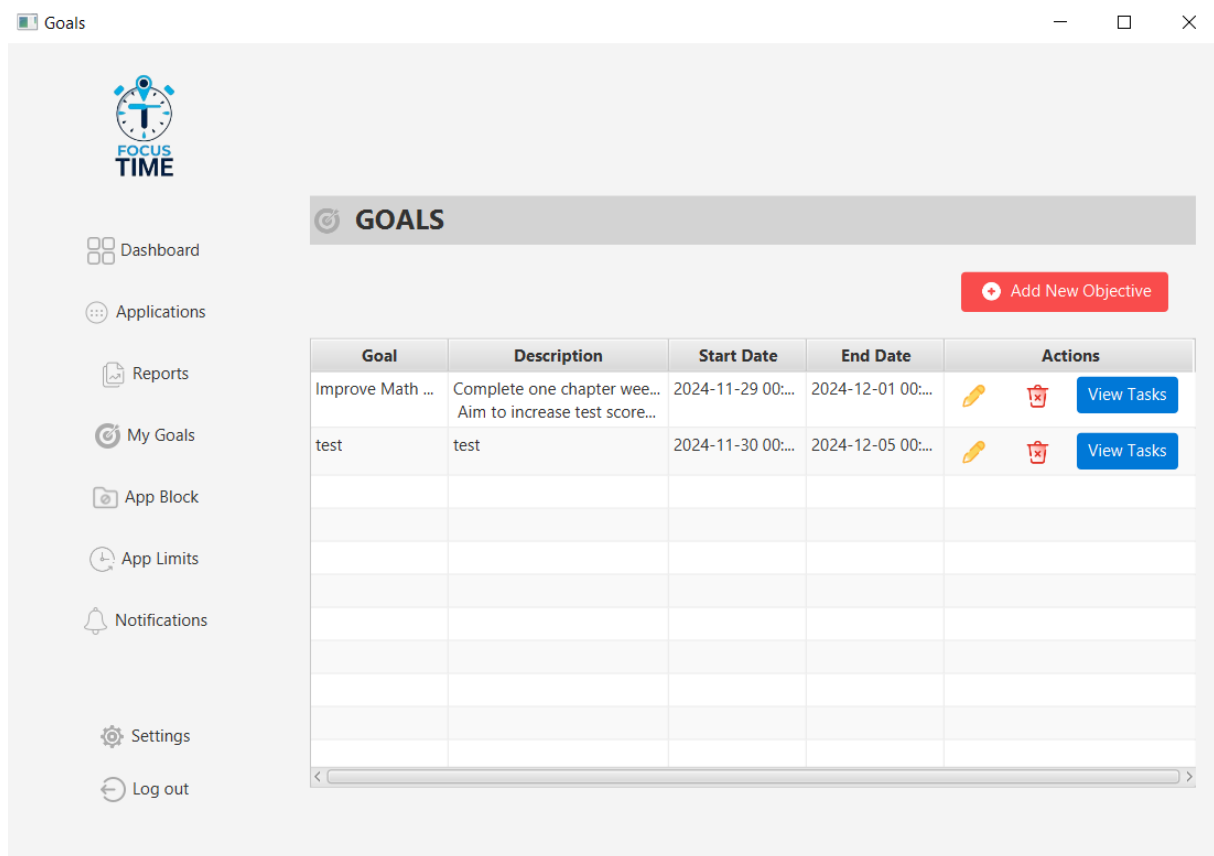 Goals
FOCUS
TIME
GOALS
Dashboard
Add New Objective
Applications
Goal Description Start Date End Date Actions
Reports
Improve Math ... Complete one chapter wee... 2024-11-29 00:... 2024-12-01 00:... View Tasks
Aim to increase test score...
My Goals
test test 2024-11-30 00:... 2024-12-05 00:... View Tasks
App Block
App Limits
Notifications
Settings
Log out